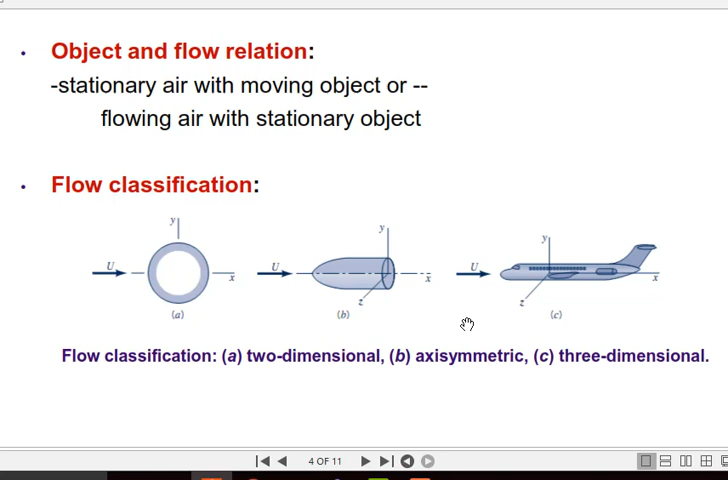 • Object and flow relation:
-stationary air with moving object or --
flowing air with stationary object
• Flow classification:
y
U
x
(a)
y
U
x
z
(b)
y
U
x
z
(c)
Flow classification: (a) two-dimensional, (b) axisymmetric, (c) three-dimensional.
4 OF 11